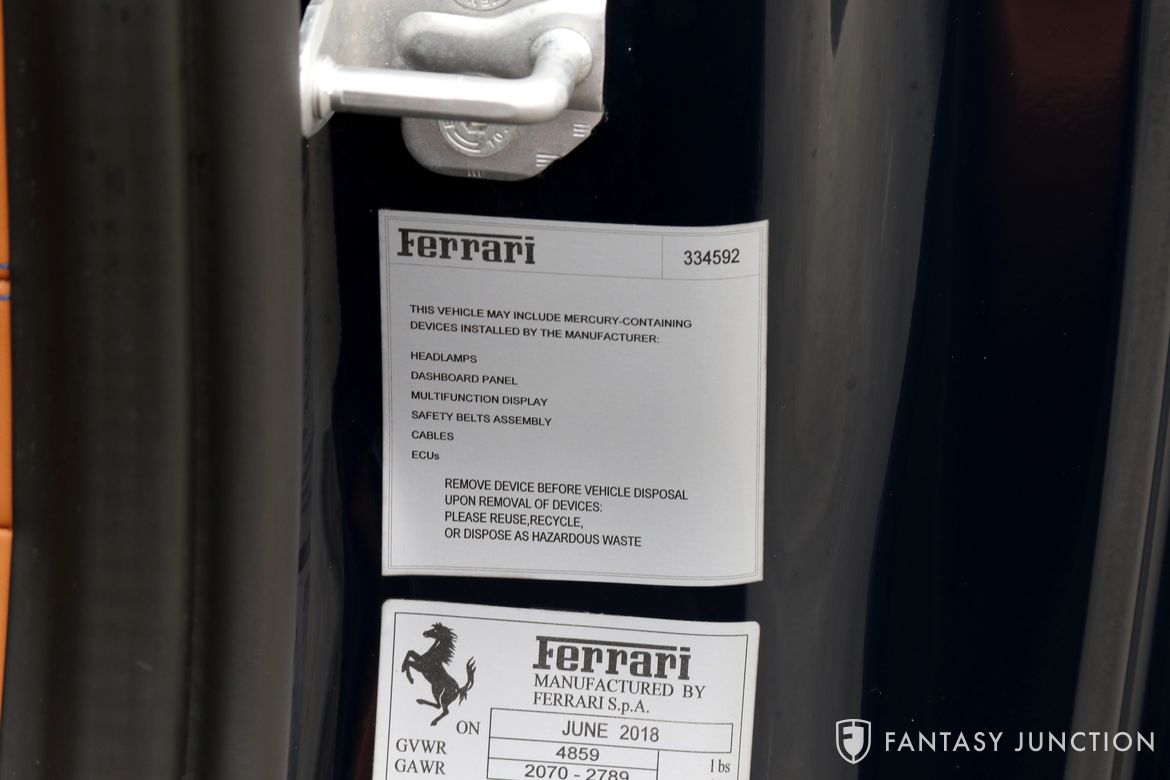 Ferrari
334592
THIS VEHICLE MAY INCLUDE MERCURY-CONTAINING
DEVICES INSTALLED BY THE MANUFACTURER:
HEADLAMPS
DASHBOARD PANEL
MULTIFUNCTION DISPLAY
SAFETY BELTS ASSEMBLY
CABLES
ECUs
REMOVE DEVICE BEFORE VEHICLE DISPOSAL
UPON REMOVAL OF DEVICES:
PLEASE REUSE,RECYCLE,
OR DISPOSE AS HAZARDOUS WASTE
Ferrari
MANUFACTURED BY
FERRARI S.p.A.
ON JUNE 2018
GVWR 4859 lbs
GAWR 2070 - 2789
FANTASY JUNCTION